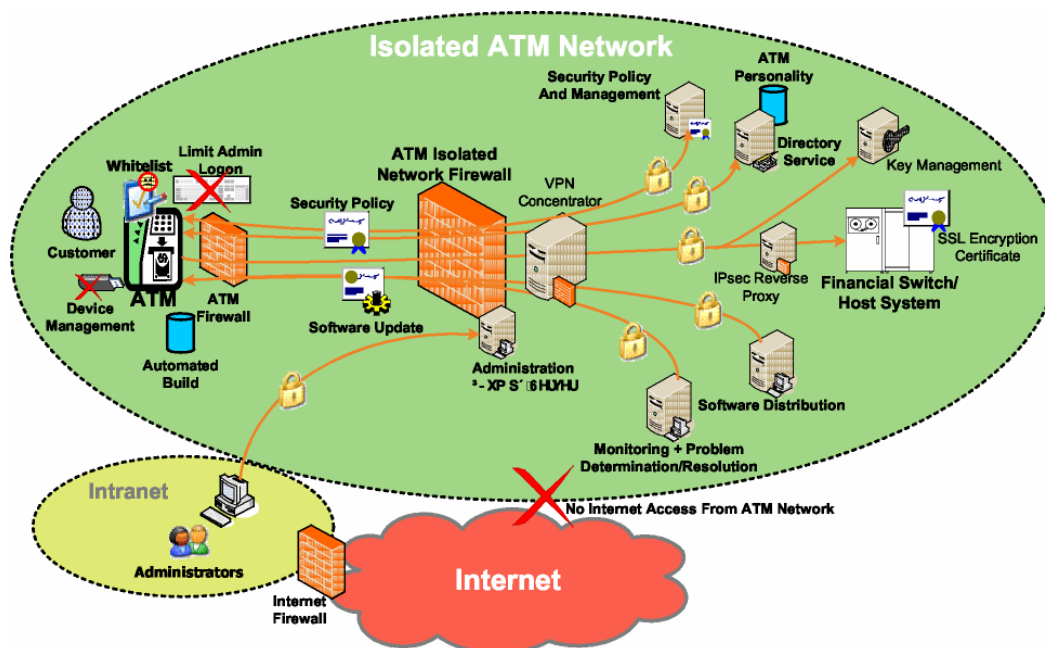 Isolated ATM Network
ATM
Personality
Security Policy
And Management
Directory
Service
Key Management
Limit Admin
Logon
Whitelist
ATM Isolated
Network Firewall
VPN
Concentrator
Security Policy
Customer
SSL Encryption
Certificate
IPsec Reverse
Proxy
Financial Switch/
Host System
ATM
Device
Management
ATM
Firewall
Software Update
Automated
Build
Administration
Software Distribution
Monitoring + Problem
Determination/Resolution
Intranet
No Internet Access From ATM Network
Administrators
Internet
Internet
Firewall